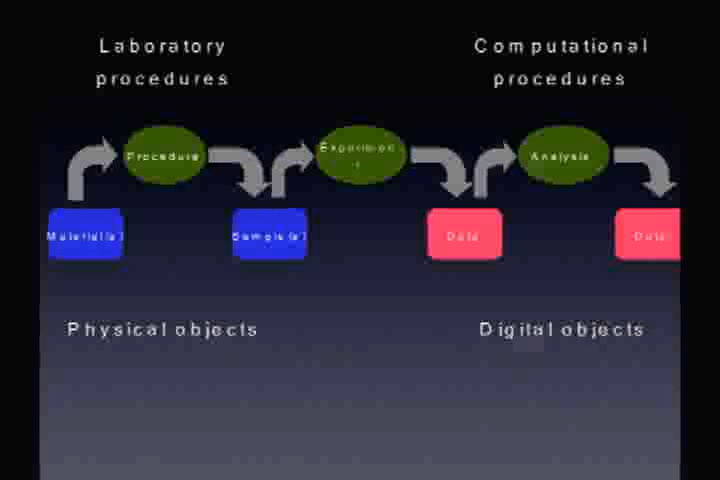 Laboratory
procedures
Computational
procedures
Procedure
Experimen
t
Analysis
Material(s)
Sample(s)
Data
Data
Physical objects
Digital objects